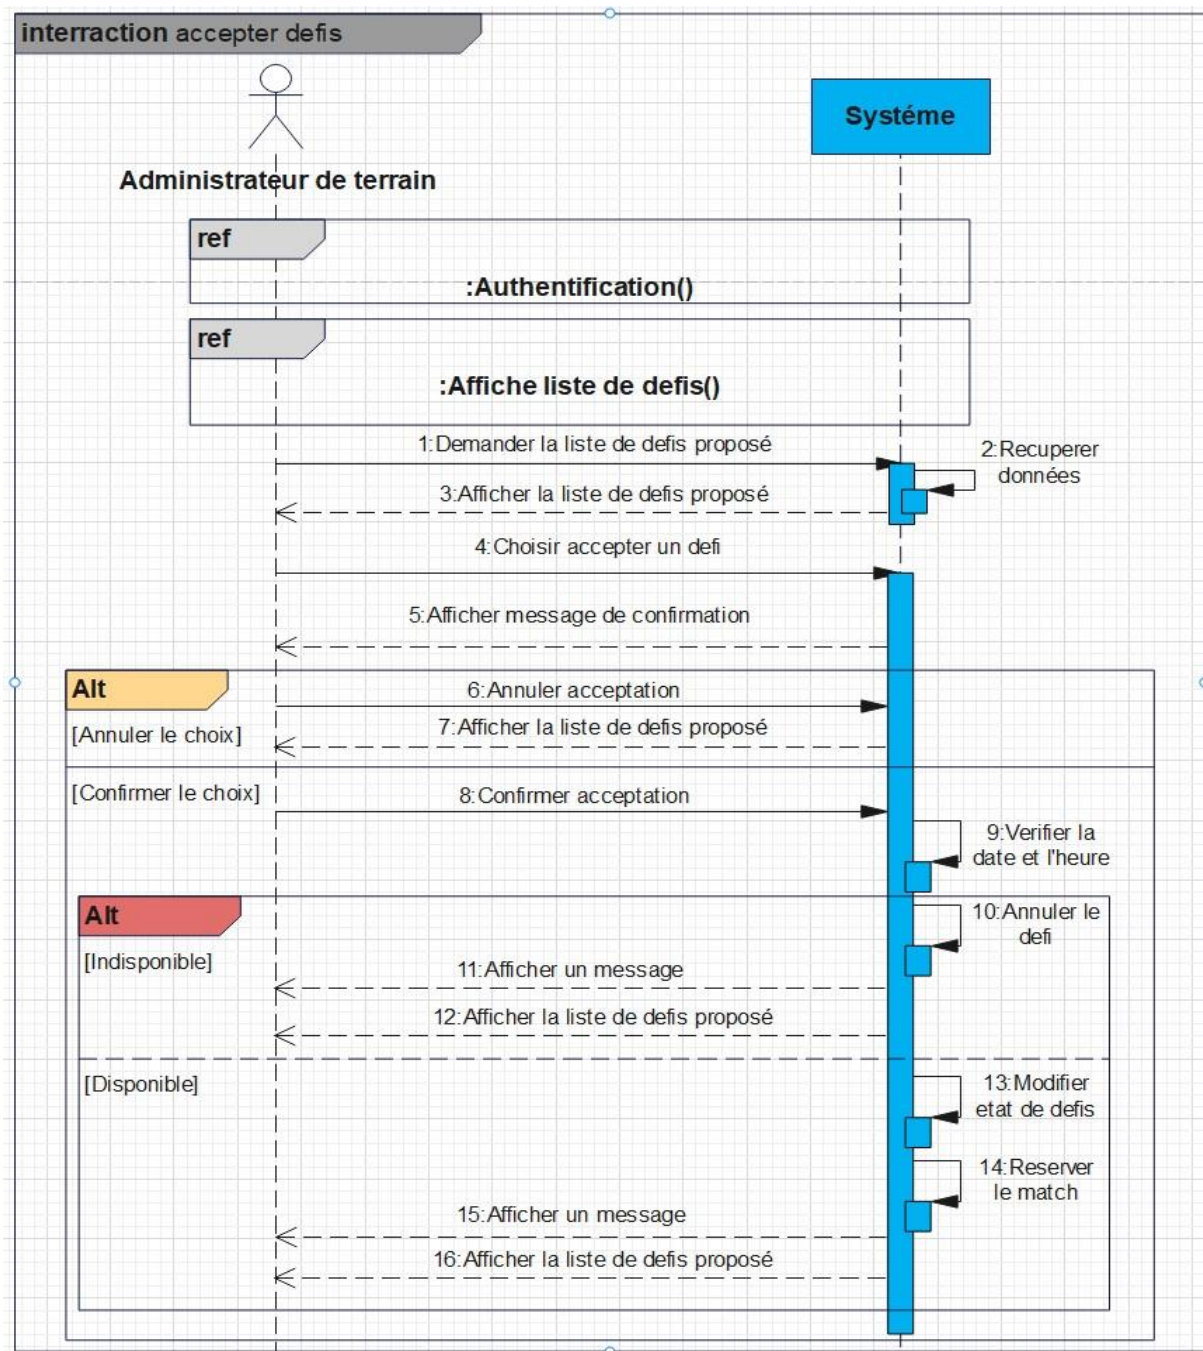 interraction accepter defis
Systéme
Administrateur de terrain
ref
:Authentification()
ref
:Affiche liste de defis()
1:Demander la liste de defis proposé
2:Recuperer
données
3:Afficher la liste de defis proposé
4:Choisir accepter un defi
5:Afficher message de confirmation
Alt
6:Annuler acceptation
[Annuler le choix]
7:Afficher la liste de defis proposé
[Confirmer le choix]
8:Confirmer acceptation
9:Verifier la
date et l'heure
Alt
10:Annuler le
defi
[Indisponible]
11:Afficher un message
12:Afficher la liste de defis proposé
[Disponible]
13:Modifier
etat de defis
14:Reserver
le match
15:Afficher un message
16:Afficher la liste de defis proposé